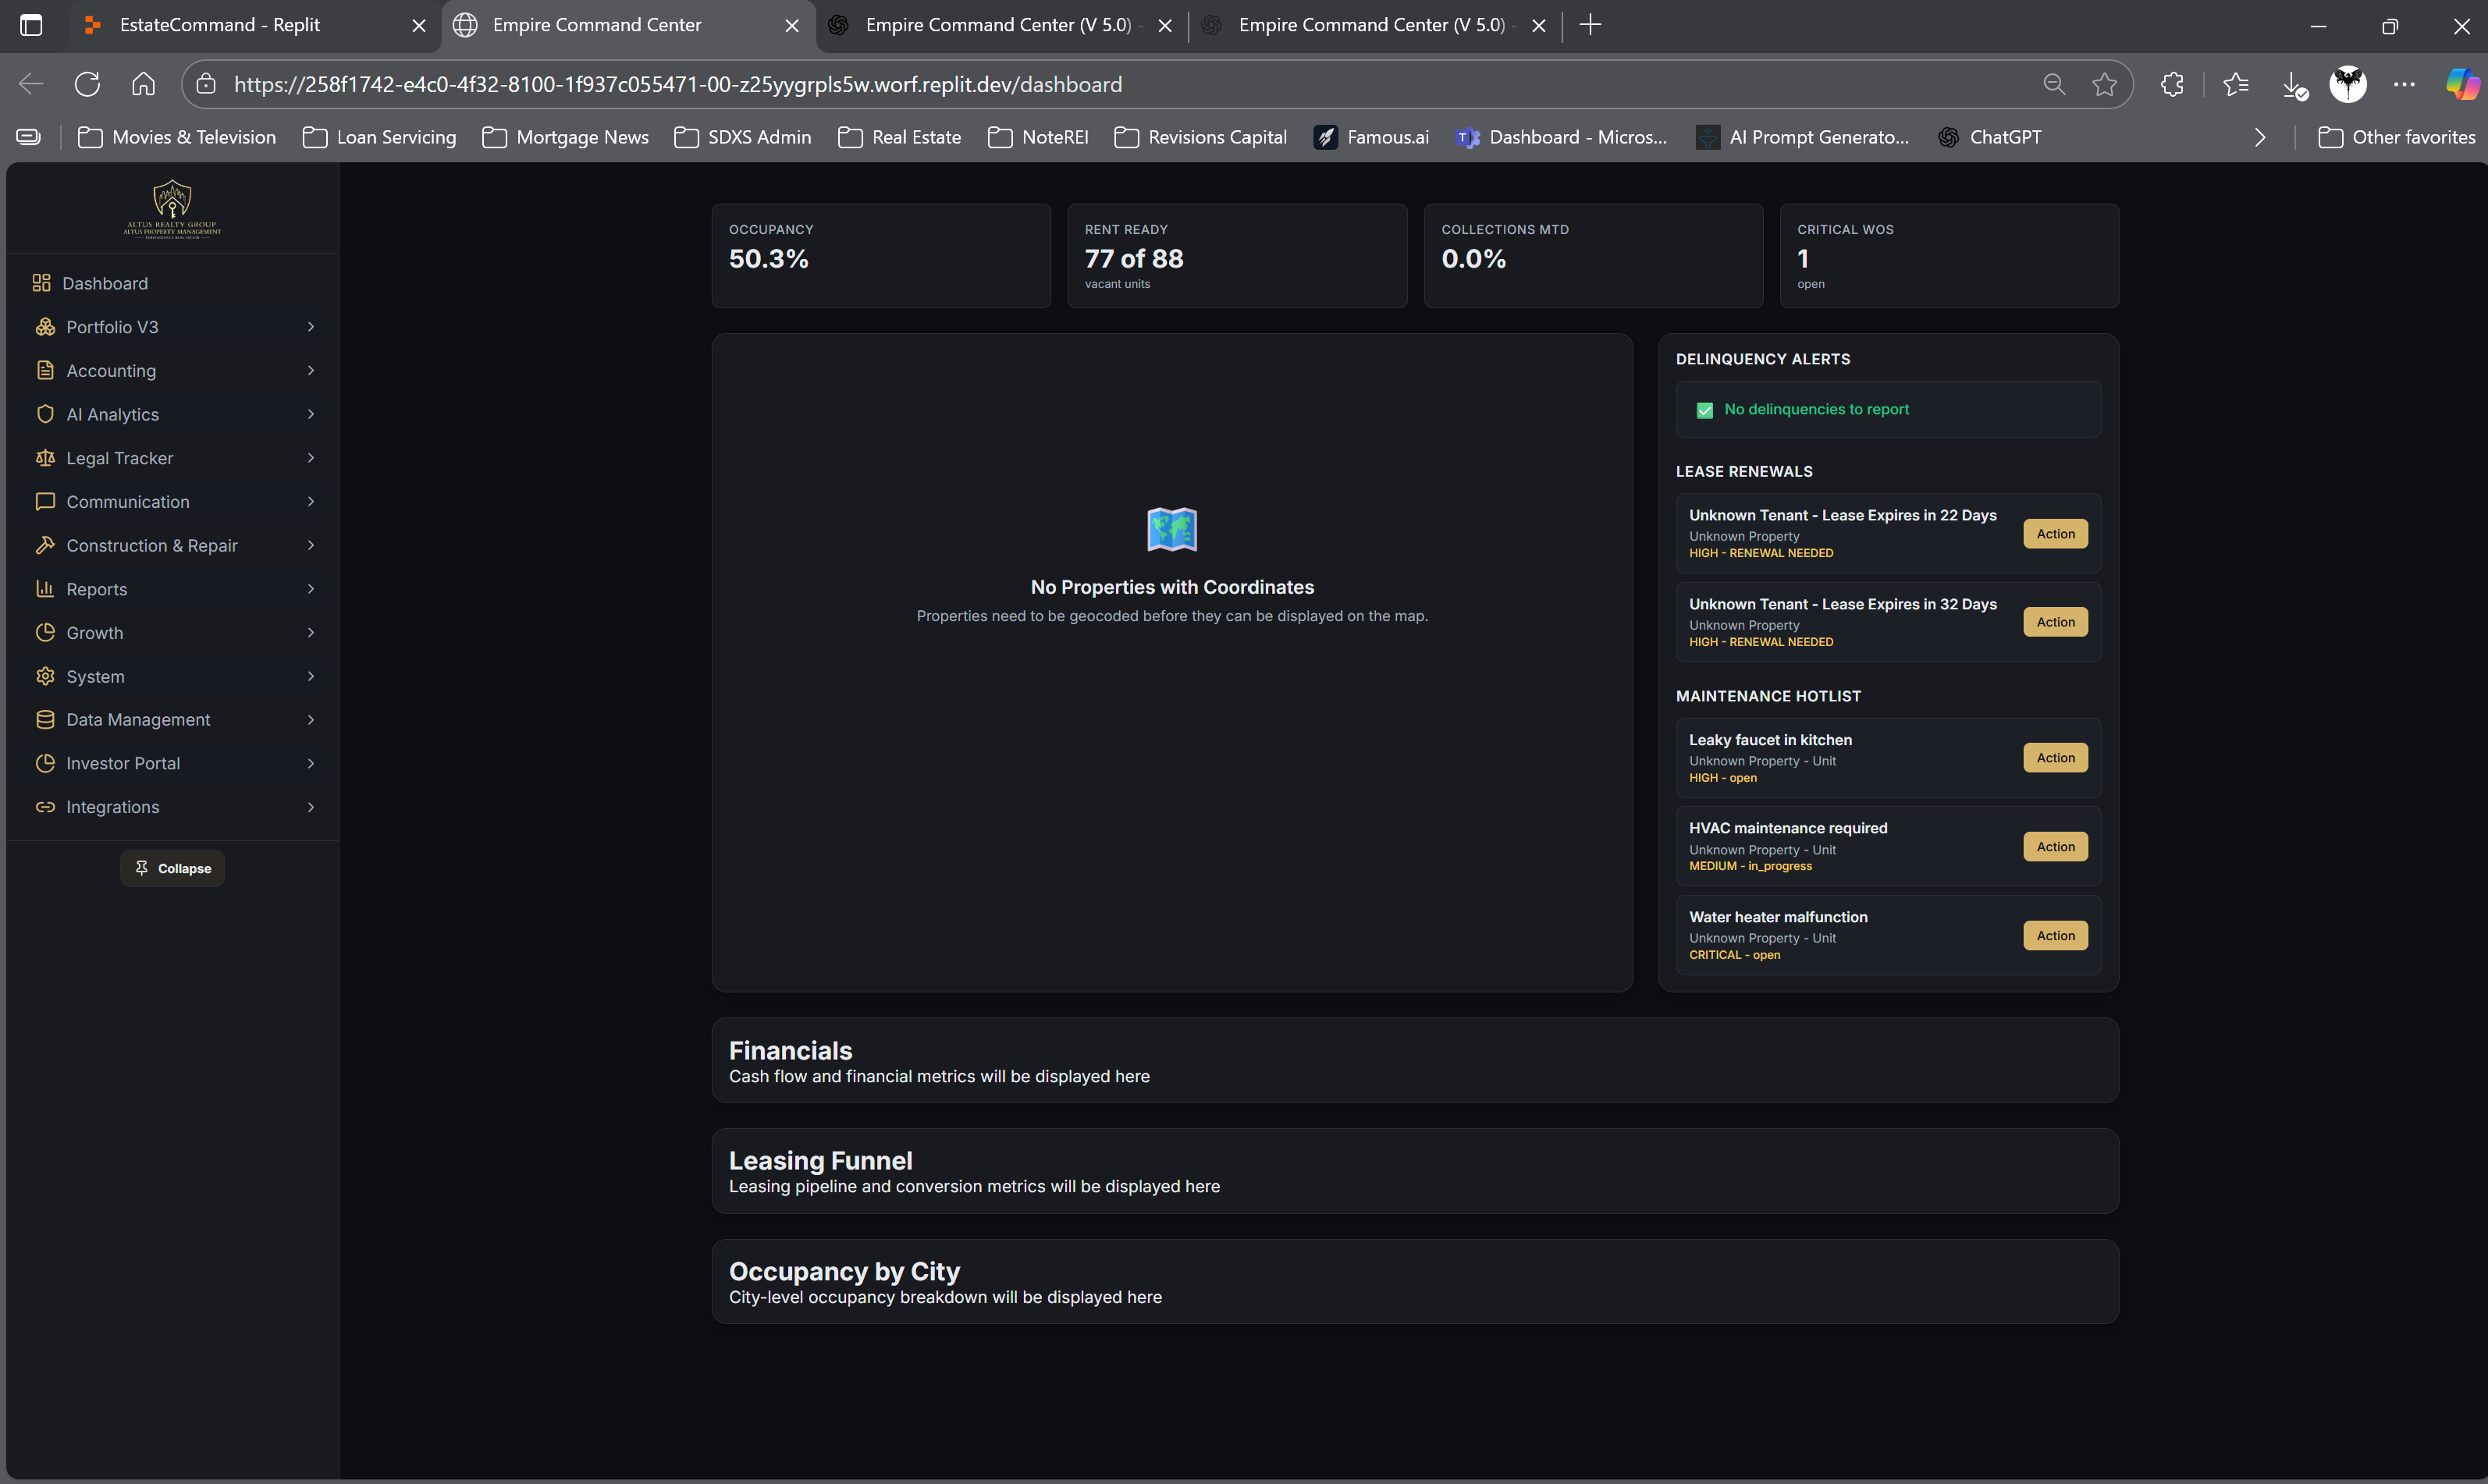 EstateCommand - Replit
Empire Command Center
Empire Command Center (V 5.0) -
Empire Command Center (V 5.0) -
https://258f1742-e4c0-4f32-8100-1f937c055471-00-z25yygrpls5w.worf.replit.dev/dashboard
Movies & Television
Loan Servicing
Mortgage News
SDXS Admin
Real Estate
NoteREI
Revisions Capital
Famous.ai
Dashboard - Micros...
AI Prompt Generato...
ChatGPT
Other favorites
ALTUS REALTY GROUP
ALTUS PROPERTY MANAGEMENT
Dashboard
Portfolio V3
Accounting
AI Analytics
Legal Tracker
Communication
Construction & Repair
Reports
Growth
System
Data Management
Investor Portal
Integrations
Collapse
OCCUPANCY
50.3%
RENT READY
77 of 88
vacant units
COLLECTIONS MTD
0.0%
CRITICAL WOS
1
open
No Properties with Coordinates
Properties need to be geocoded before they can be displayed on the map.
DELINQUENCY ALERTS
No delinquencies to report
LEASE RENEWALS
Unknown Tenant - Lease Expires in 22 Days
Unknown Property
HIGH - RENEWAL NEEDED
Action
Unknown Tenant - Lease Expires in 32 Days
Unknown Property
HIGH - RENEWAL NEEDED
Action
MAINTENANCE HOTLIST
Leaky faucet in kitchen
Unknown Property - Unit
HIGH - open
Action
HVAC maintenance required
Unknown Property - Unit
MEDIUM - in_progress
Action
Water heater malfunction
Unknown Property - Unit
CRITICAL - open
Action
Financials
Cash flow and financial metrics will be displayed here
Leasing Funnel
Leasing pipeline and conversion metrics will be displayed here
Occupancy by City
City-level occupancy breakdown will be displayed here